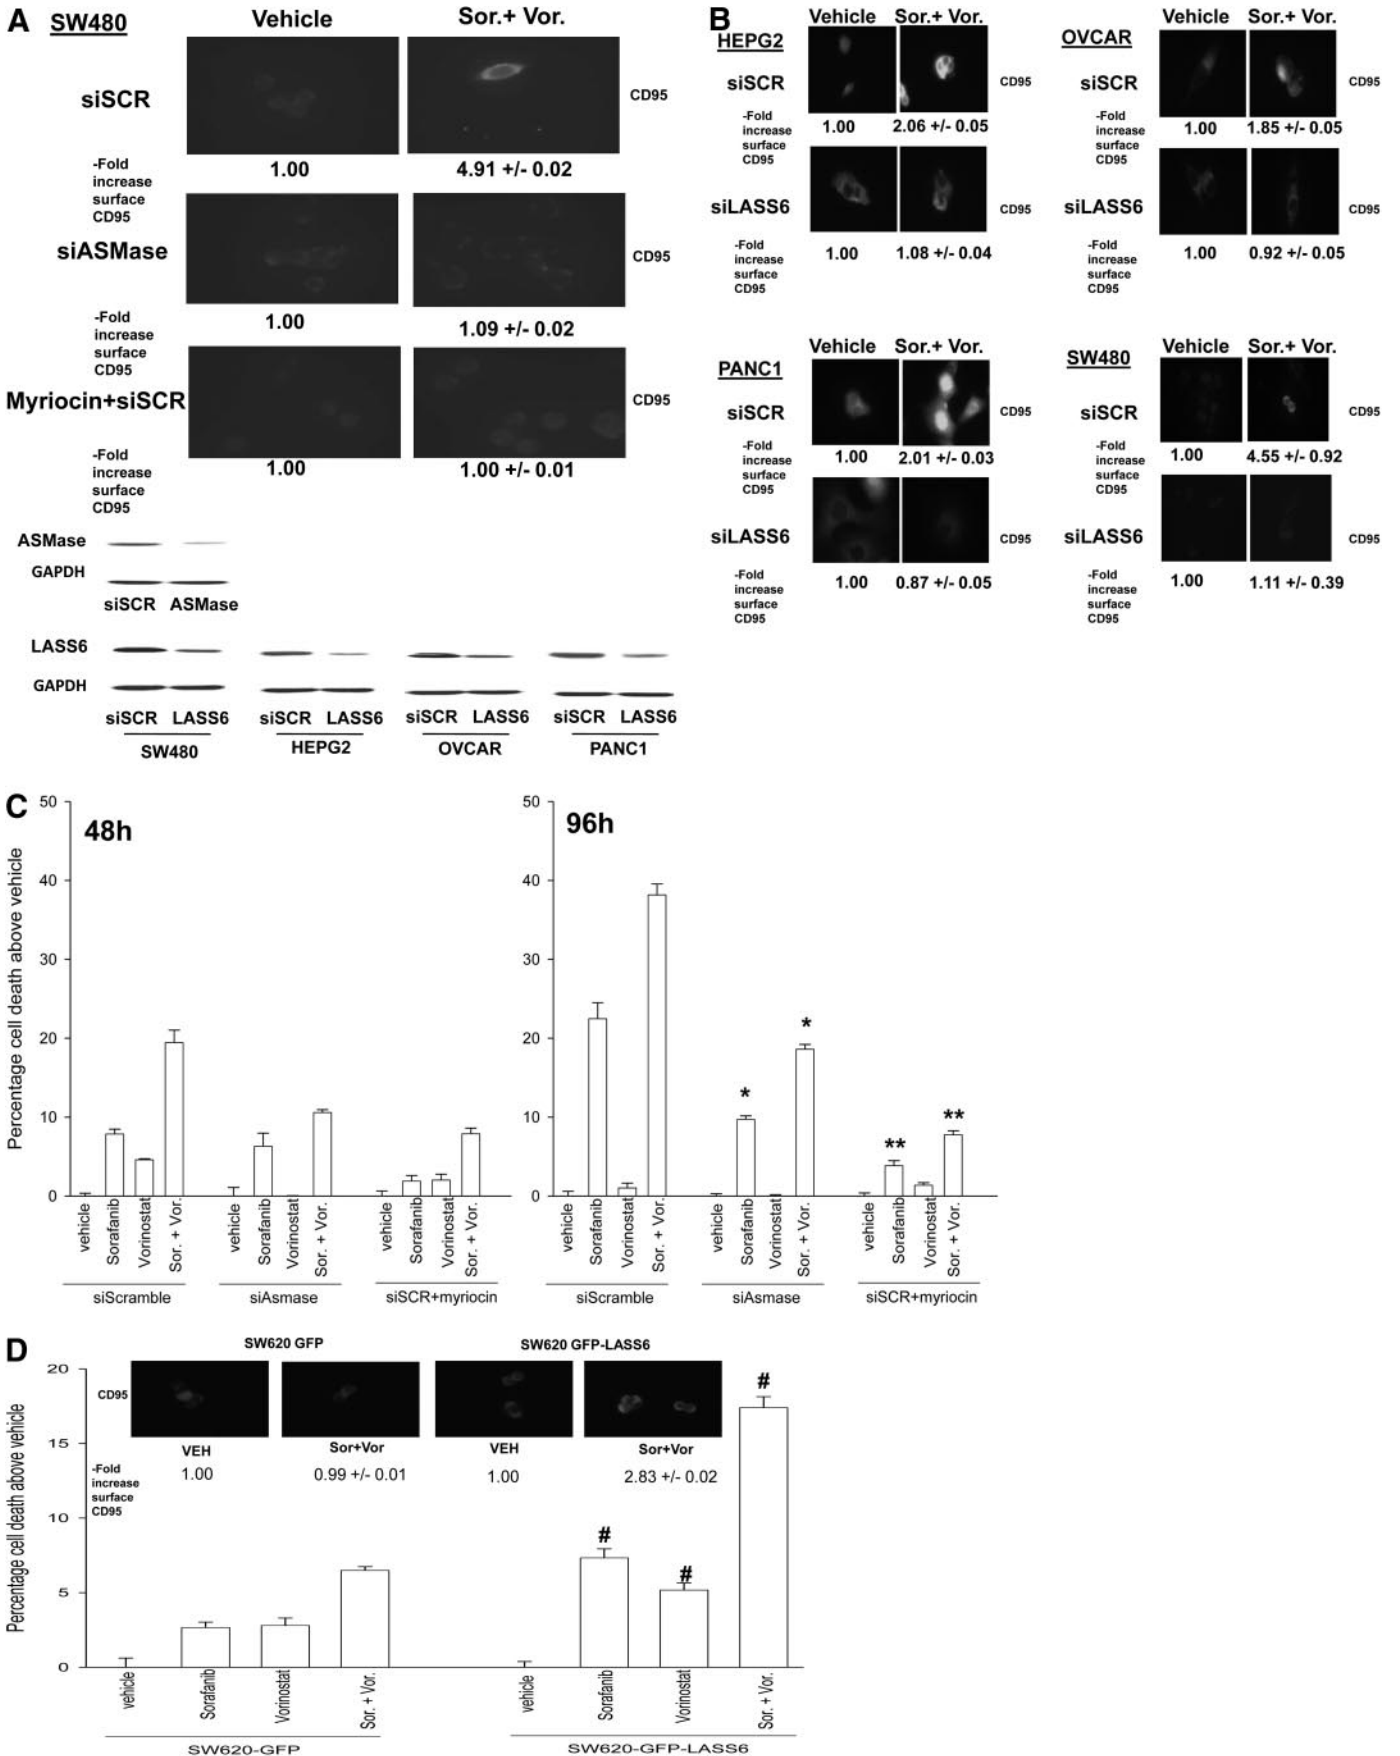 A
SW480
Vehicle
Sor.+ Vor.
siSCR
CD95
-Fold
increase
surface
CD95
1.00
4.91 +/- 0.02
siASMase
CD95
-Fold
increase
surface
CD95
1.00
1.09 +/- 0.02
Myriocin+siSCR
CD95
-Fold
increase
surface
CD95
1.00
1.00 +/- 0.01
ASMase
GAPDH
siSCR ASMase
LASS6
GAPDH
siSCR LASS6
SW480
siSCR LASS6
HEPG2
siSCR LASS6
OVCAR
siSCR LASS6
PANC1
B
HEPG2
Vehicle Sor.+ Vor.
siSCR
CD95
-Fold
increase
surface
CD95
1.00
2.06 +/- 0.05
siLASS6
CD95
-Fold
increase
surface
CD95
1.00
1.08 +/- 0.04
OVCAR
Vehicle Sor.+ Vor.
siSCR
CD95
-Fold
increase
surface
CD95
1.00
1.85 +/- 0.05
siLASS6
CD95
-Fold
increase
surface
CD95
1.00
0.92 +/- 0.05
PANC1
Vehicle Sor.+ Vor.
siSCR
CD95
-Fold
increase
surface
CD95
1.00
2.01 +/- 0.03
siLASS6
CD95
-Fold
increase
surface
CD95
1.00
0.87 +/- 0.05
SW480
Vehicle Sor.+ Vor.
siSCR
CD95
-Fold
increase
surface
CD95
1.00
4.55 +/- 0.92
siLASS6
CD95
-Fold
increase
surface
CD95
1.00
1.11 +/- 0.39
C
Percentage cell death above vehicle
50
40
30
20
10
0
48h
vehicle
Sorafanib
Vorinostat
Sor. + Vor.
vehicle
Sorafanib
Vorinostat
Sor. + Vor.
vehicle
Sorafanib
Vorinostat
Sor. + Vor.
siScramble
siAsmase
siSCR+myriocin
50
40
30
20
10
0
96h
*
*
**
**
vehicle
Sorafanib
Vorinostat
Sor. + Vor.
vehicle
Sorafanib
Vorinostat
Sor. + Vor.
vehicle
Sorafanib
Vorinostat
Sor. + Vor.
siScramble
siAsmase
siSCR+myriocin
D
Percentage cell death above vehicle
20
15
10
5
0
SW620 GFP
SW620 GFP-LASS6
CD95
VEH
Sor+Vor
VEH
Sor+Vor
-Fold
increase
surface
CD95
1.00
0.99 +/- 0.01
1.00
2.83 +/- 0.02
#
#
#
vehicle
Sorafanib
Vorinostat
Sor. + Vor.
vehicle
Sorafanib
Vorinostat
Sor. + Vor.
SW620-GFP
SW620-GFP-LASS6